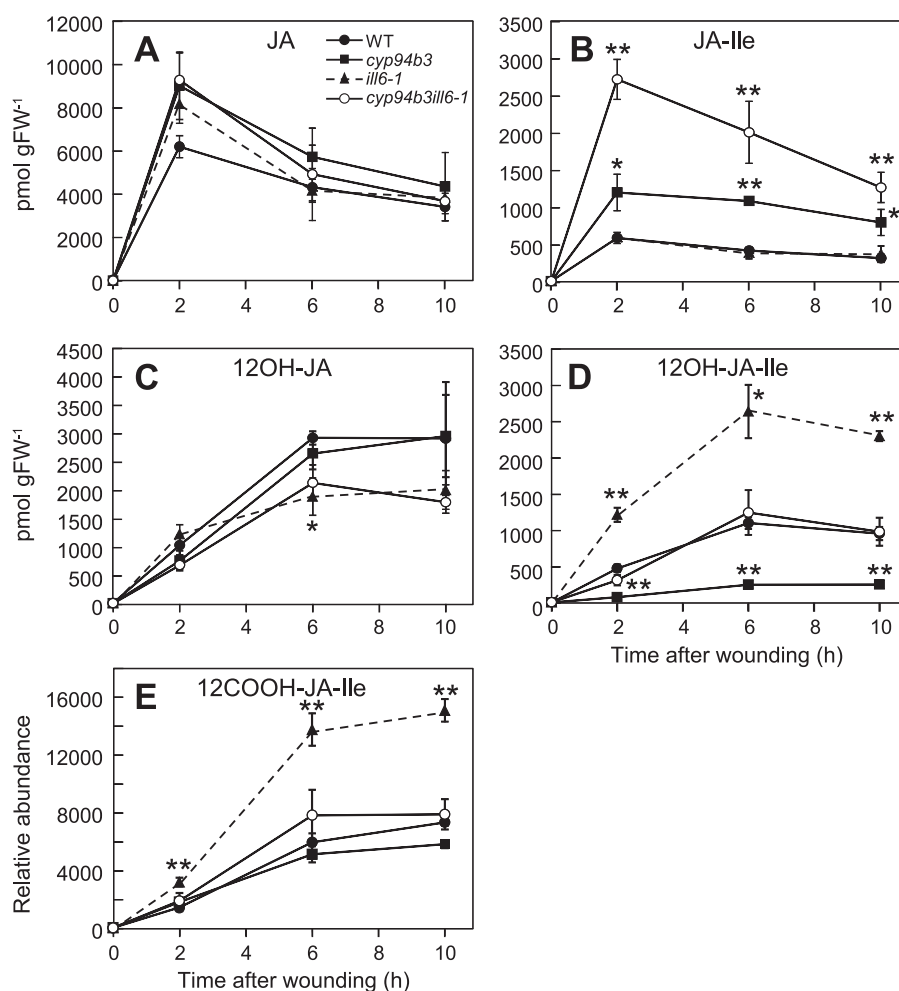 A
JA
WT
cyp94b3
ill6-1
cyp94b3ill6-1
pmol gFW-1
12000
10000
8000
6000
4000
2000
0
0 2 4 6 8 10
B
JA-Ile
3500
3000
2500
2000
1500
1000
500
0
** ** **
* ** *
0 2 4 6 8 10
C
12OH-JA
pmol gFW-1
4500
4000
3500
3000
2500
2000
1500
1000
500
0
*
0 2 4 6 8 10
D
12OH-JA-Ile
3500
3000
2500
2000
1500
1000
500
0
** * **
** ** **
0 2 4 6 8 10
Time after wounding (h)
E
12COOH-JA-Ile
Relative abundance
16000
12000
8000
4000
0
** ** **
0 2 4 6 8 10
Time after wounding (h)